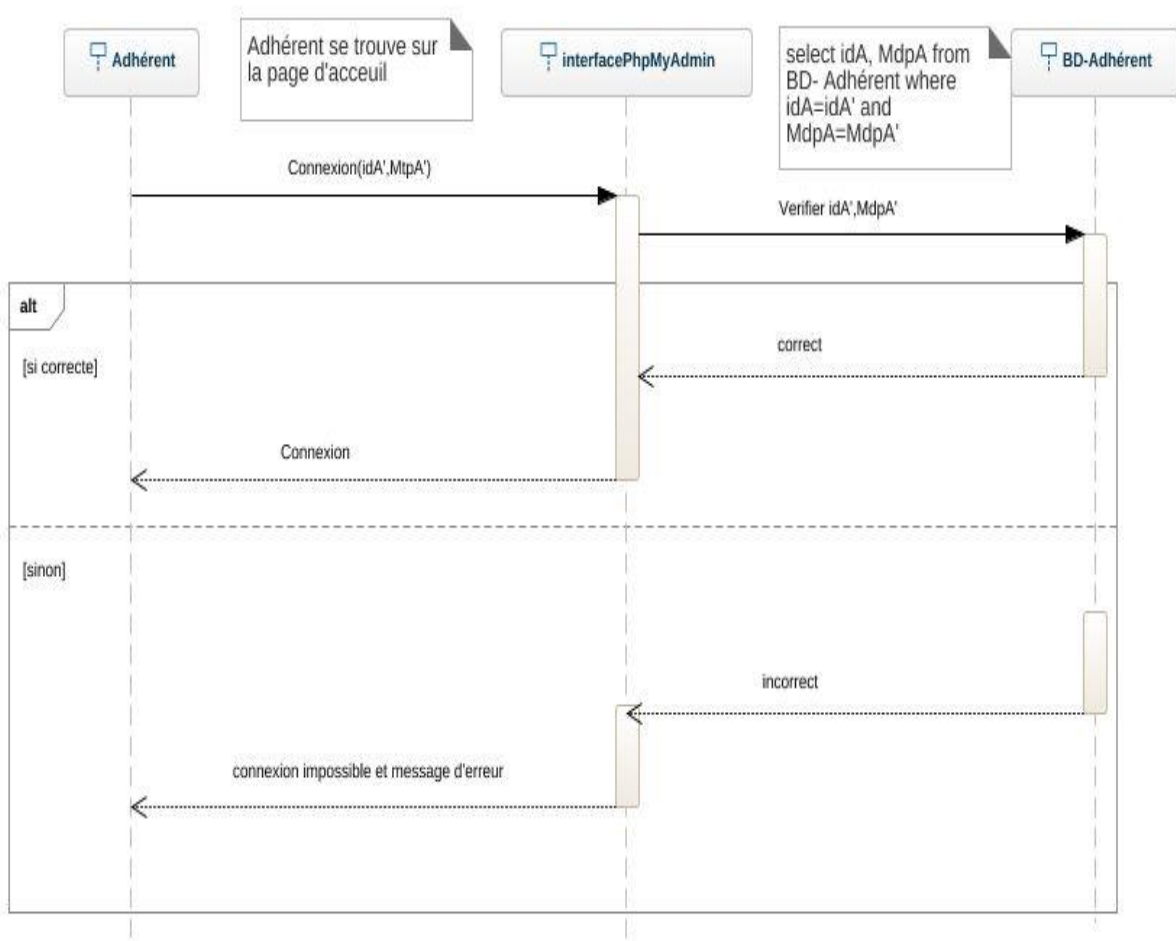 Adhérent
Adhérent se trouve sur
la page d'acceuil
interfacePhpMyAdmin
select idA, MdpA from
BD- Adhérent where
idA=idA' and
MdpA=MdpA'
BD-Adhérent
Connexion(idA',MtpA')
Verifier idA',MdpA'
alt
[si correcte]
correct
Connexion
[sinon]
incorrect
connexion impossible et message d'erreur